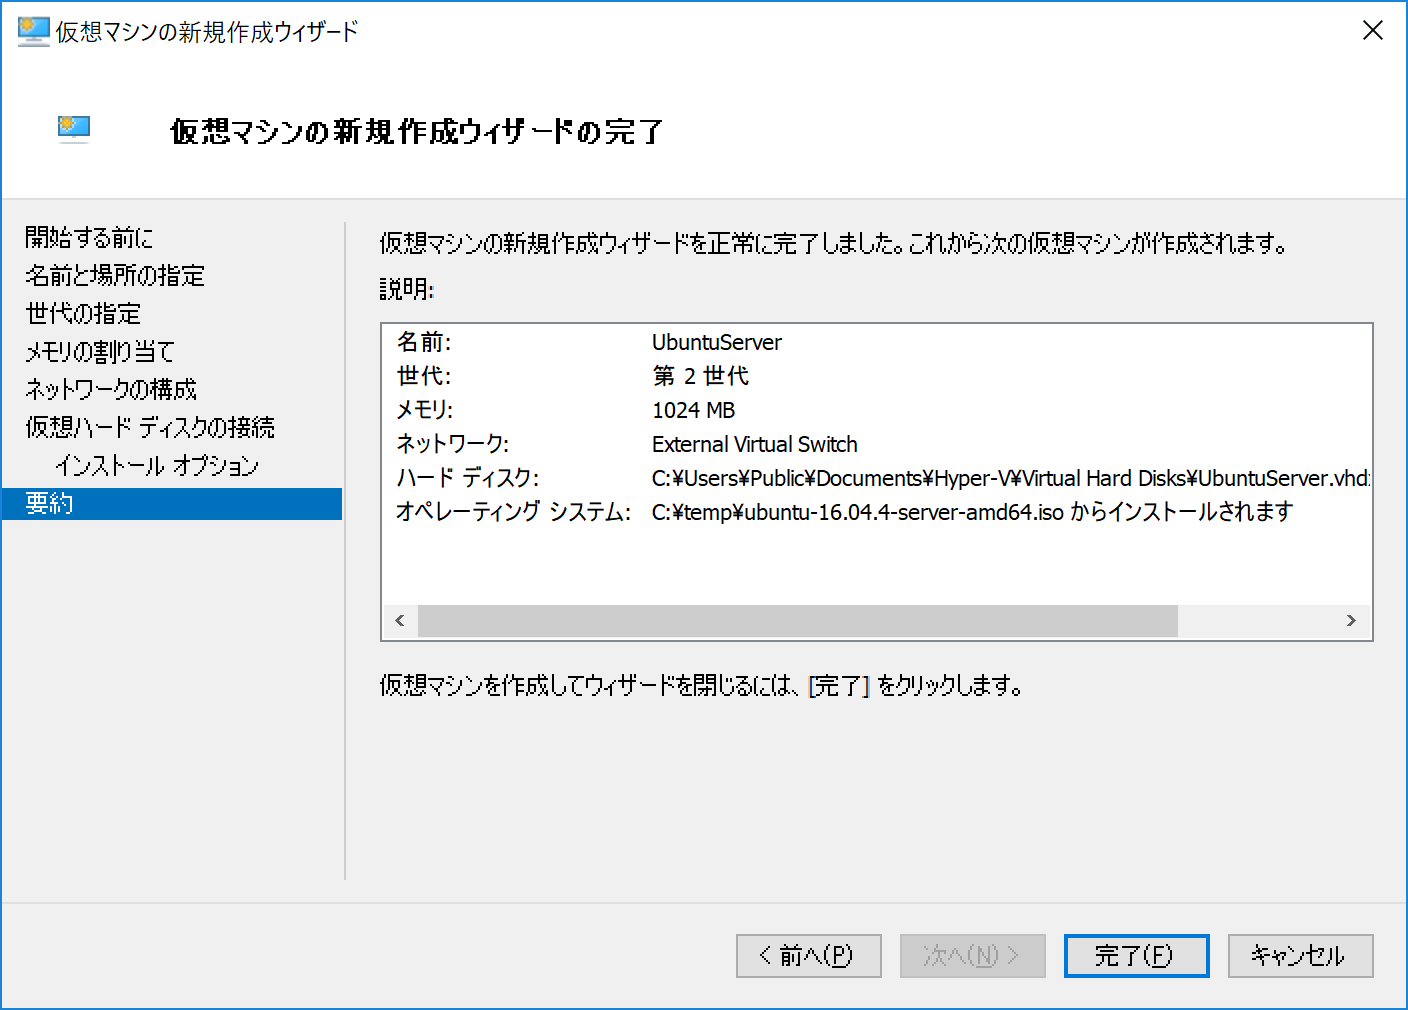 仮想マシンの新規作成ウィザード
仮想マシンの新規作成ウィザードの完了
開始する前に
名前と場所の指定
世代の指定
メモリの割り当て
ネットワークの構成
仮想ハード ディスクの接続
インストール オプション
要約
仮想マシンの新規作成ウィザードを正常に完了しました。これから次の仮想マシンが作成されます。
説明:
名前: UbuntuServer
世代: 第 2 世代
メモリ: 1024 MB
ネットワーク: External Virtual Switch
ハード ディスク: C:¥Users¥Public¥Documents¥Hyper-V¥Virtual Hard Disks¥UbuntuServer.vhd
オペレーティング システム: C:¥temp¥ubuntu-16.04.4-server-amd64.iso からインストールされます
仮想マシンを作成してウィザードを閉じるには、[完了] をクリックします。
< 前へ(P)
次へ(N) >
完了(F)
キャンセル